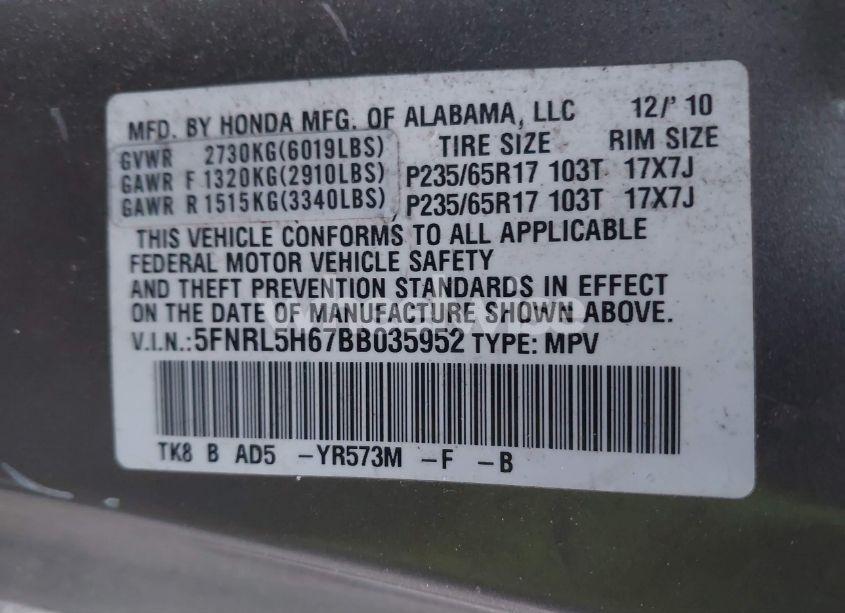 MFD. BY HONDA MFG. OF ALABAMA, LLC 12/'10
GVWR 2730KG(6019LBS) TIRE SIZE RIM SIZE
GAWR F 1320KG(2910LBS) P235/65R17 103T 17X7J
GAWR R 1515KG(3340LBS), P235/65R17 103T 17X7J
THIS VEHICLE CONFORMS TO ALL APPLICABLE
FEDERAL MOTOR VEHICLE SAFETY
AND THEFT PREVENTION STANDARDS IN EFFECT
ON THE DATE OF MANUFACTURE SHOWN ABOVE.
V.I.N.:5FNRL5H67BB035952 TYPE: MPV
TK8 B AD5 -YR573M -F -B